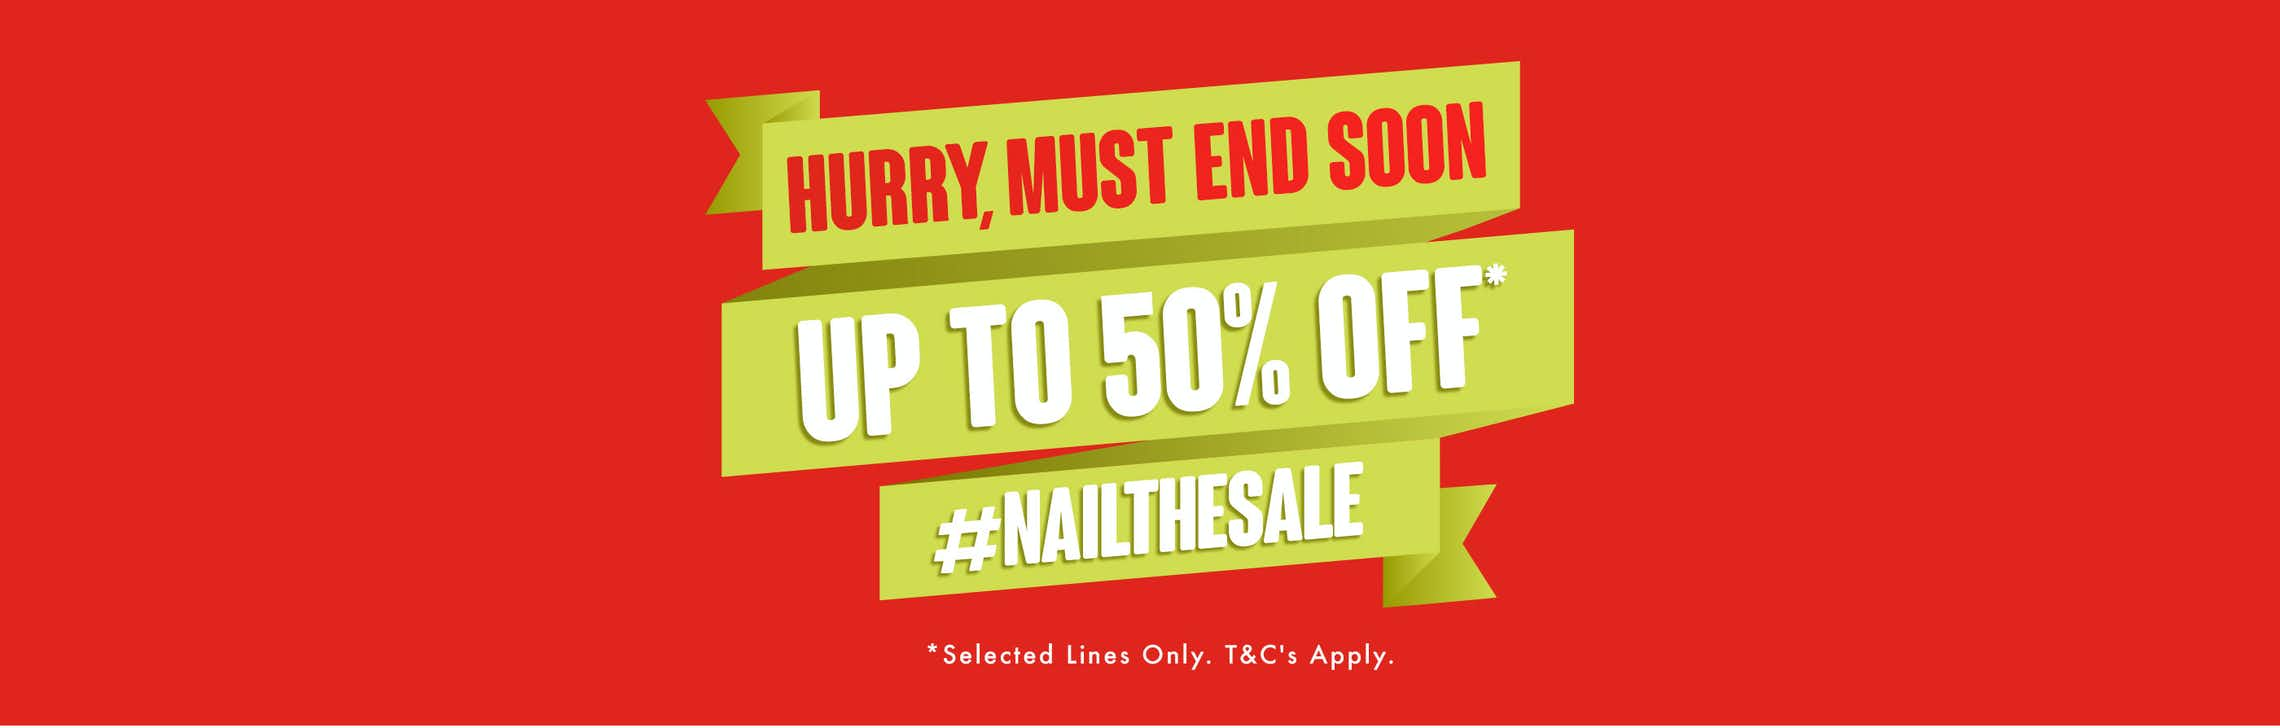 HURRY, MUST END SOON
UP TO 50% OFF*
#NAILTHESALE
*Selected Lines Only. T&C's Apply.